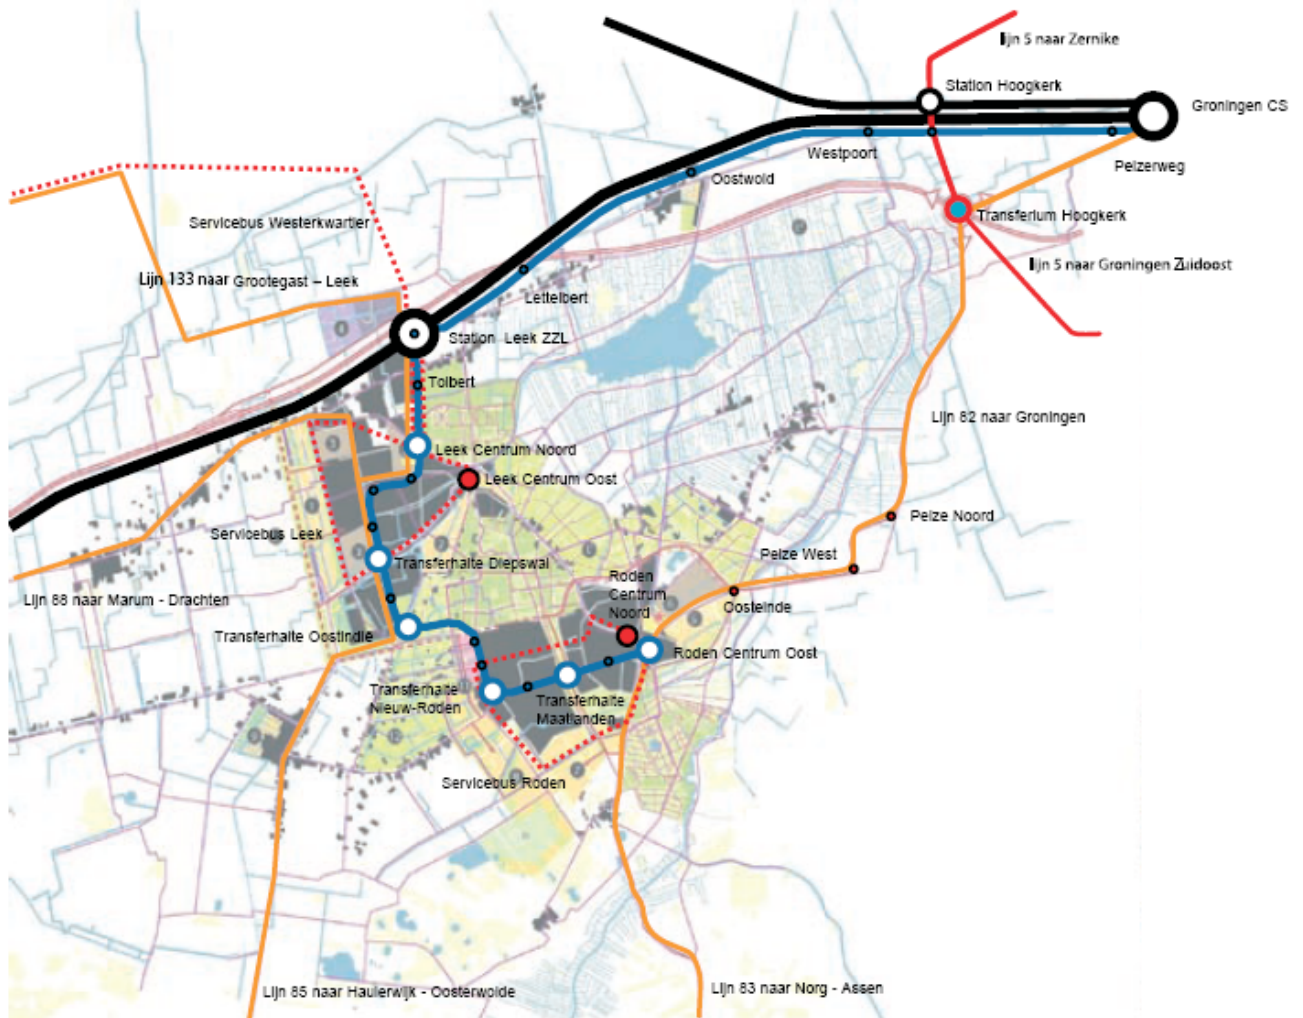 lijn 5 naar Zernike
Station Hoogkerk
Groningen CS
Westpoort
Peizerweg
Oostwold
Transferium Hoogkerk
Servicebus Westerkwartier
lijn 5 naar Groningen Zuidoost
Lijn 133 naar Grootegast – Leek
Lettelbert
Station Leek ZZL
Tolbert
Lijn 82 naar Groningen
Leek Centrum Noord
Leek Centrum Oost
Peize Noord
Servicebus Leek
Peize West
Transferhalte Diepswal
Roden
Centrum
Noord
Lijn 88 naar Marum - Drachten
Oosteinde
Transferhalte Oostindië
Roden Centrum Oost
Transferhalte
Nieuw-Roden
Transferhalte
Maatlanden
Servicebus Roden
Lijn 85 naar Haulerwijk - Oosterwolde
Lijn 83 naar Norg - Assen